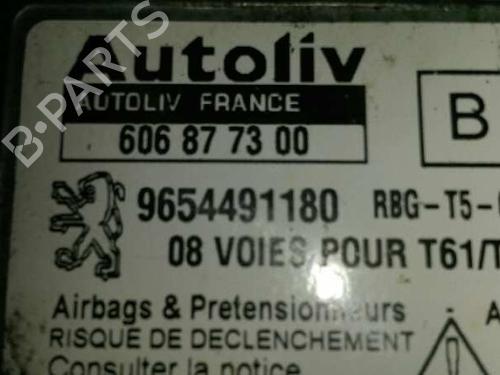 Autoliv
AUTOLIV FRANCE
606 87 73 00
B
9654491180 RBG-T5-
08 VOIES POUR T61/T
Airbags & Pretensionneurs
RISQUE DE DECLENCHEMENT
Consulter la notice
A
B-PARTS